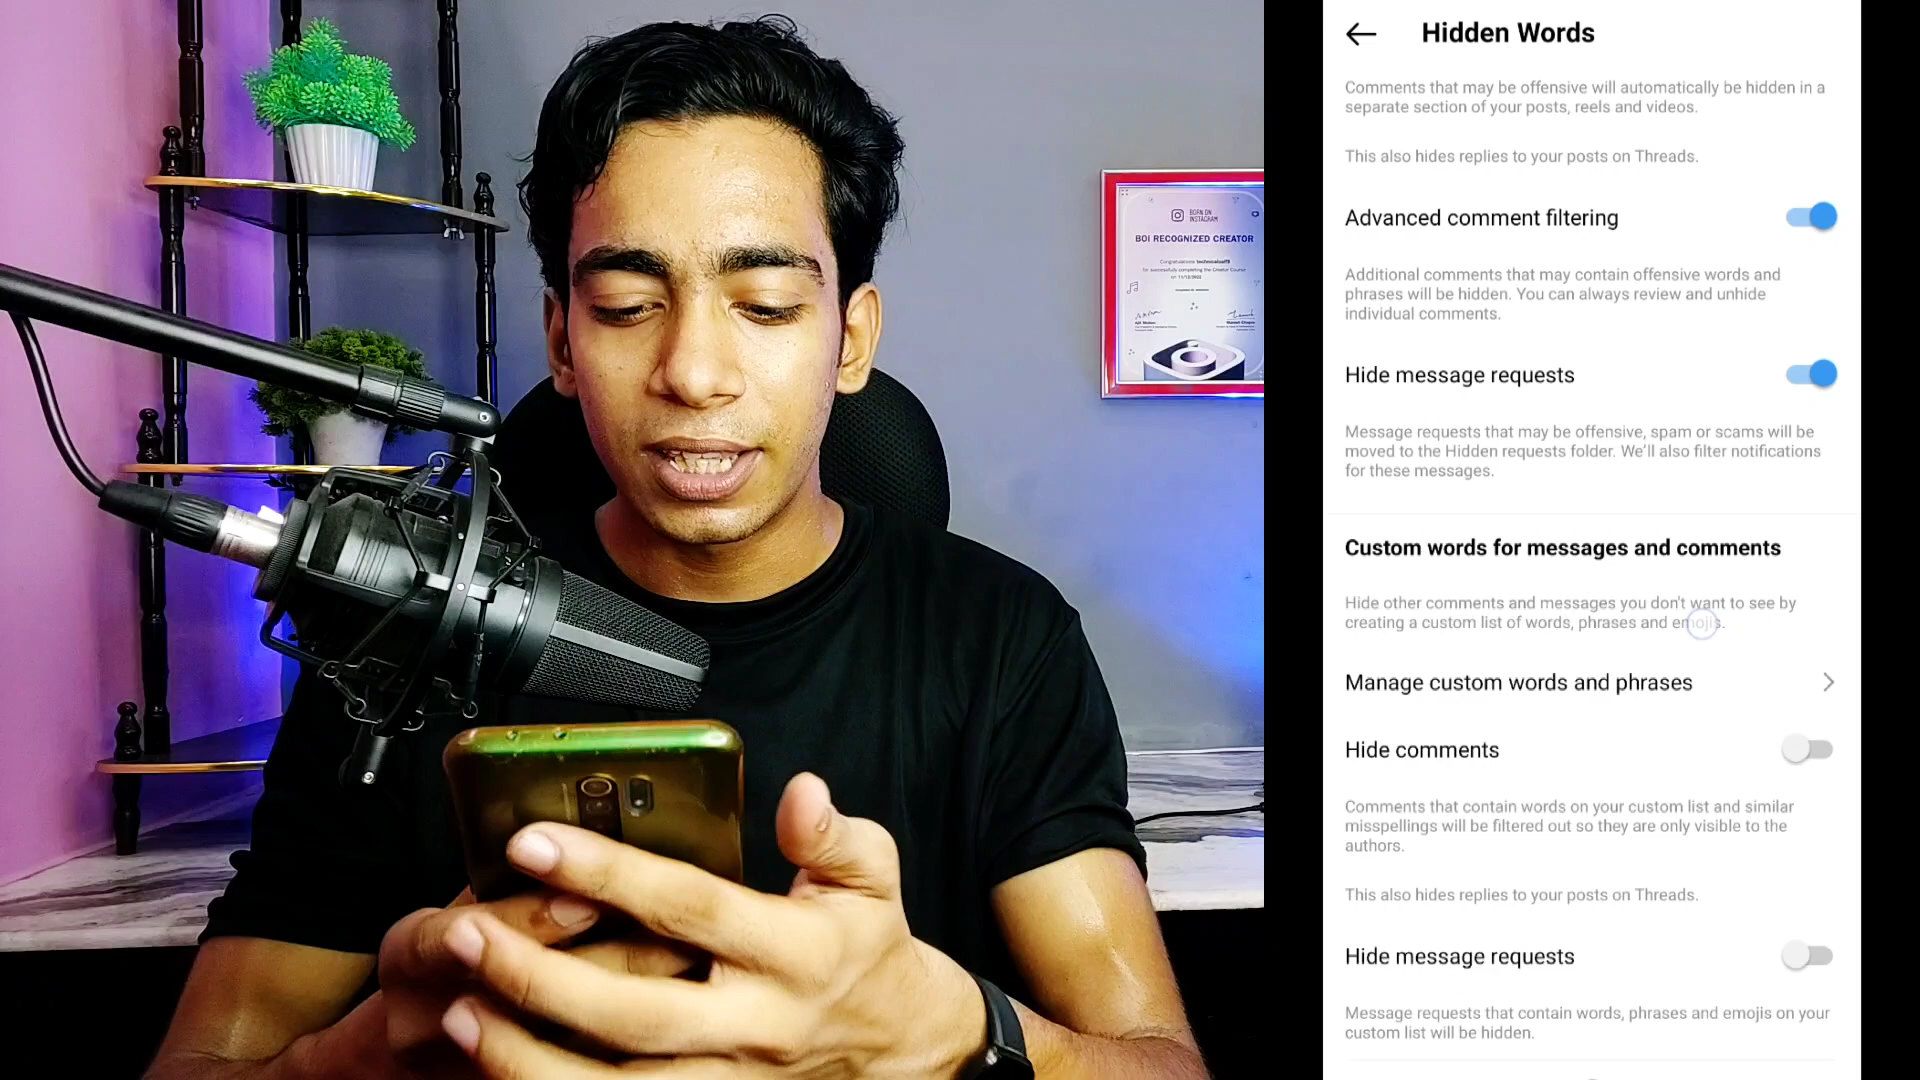 BORN ON
INSTAGRAM
BOI RECOGNIZED CREATOR
on 11/12/2022
Hidden Words
Comments that may be offensive will automatically be hidden in a
separate section of your posts, reels and videos.
This also hides replies to your posts on Threads.
Advanced comment filtering
Additional comments that may contain offensive words and
phrases will be hidden. You can always review and unhide
individual comments.
Hide message requests
Message requests that may be offensive, spam or scams will be
moved to the Hidden requests folder. We'll also filter notifications
for these messages.
Custom words for messages and comments
Hide other comments and messages you don't want to see by
creating a custom list of words, phrases and emojis.
Manage custom words and phrases
Hide comments
Comments that contain words on your custom list and similar
misspellings will be filtered out so they are only visible to the
authors.
This also hides replies to your posts on Threads.
Hide message requests
Message requests that contain words, phrases and emojis on your
custom list will be hidden.